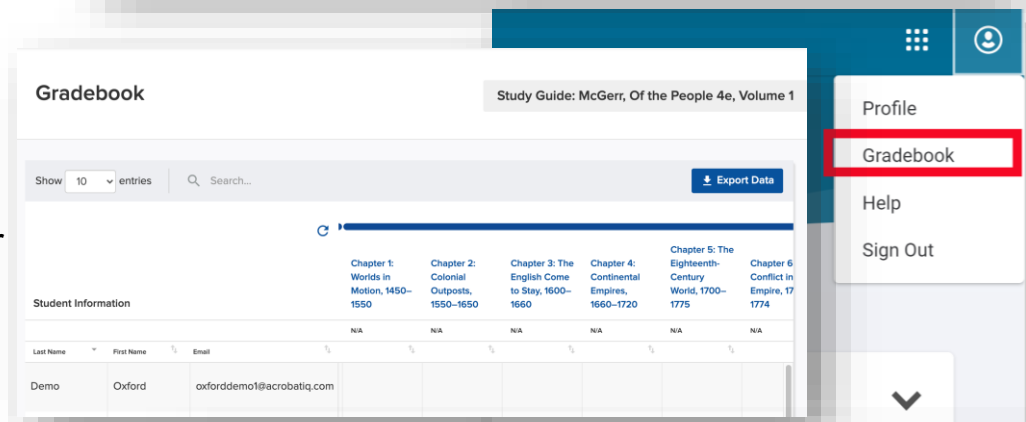 Gradebook
Study Guide: McGerr, Of the People 4e, Volume 1
Show 10 entries
Search...
Export Data
Student Information
Chapter 1:
Worlds in
Motion, 1450–
1550
Chapter 2:
Colonial
Outposts,
1550–1650
Chapter 3: The
English Come
to Stay, 1600–
1660
Chapter 4:
Continental
Empires,
1660–1720
Chapter 5: The
Eighteenth-
Century
World, 1700–
1775
Chapter 6
Conflict in
Empire, 17
1774
N/A N/A N/A N/A N/A N/A
Last Name First Name Email
Demo Oxford oxforddemo1@acrobatiq.com
Profile
Gradebook
Help
Sign Out